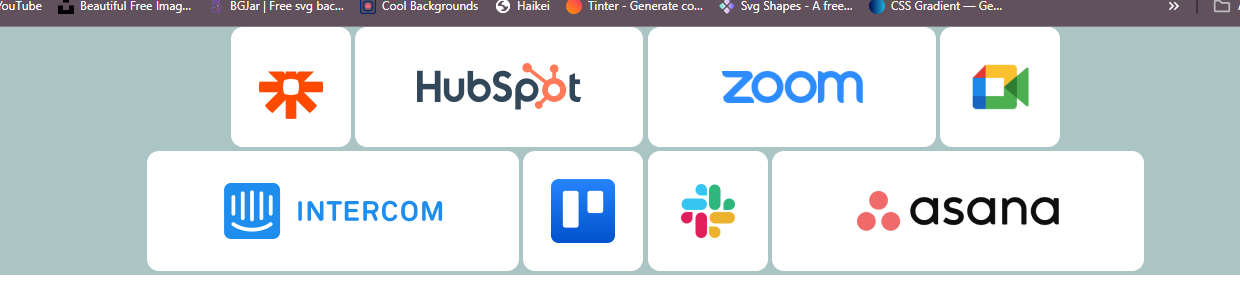 YouTube Beautiful Free Imag... BGJar | Free svg bac... Cool Backgrounds Haikei Tinter - Generate co... Svg Shapes - A free... CSS Gradient — Ge... »
HubSpot zoom
INTERCOM asana